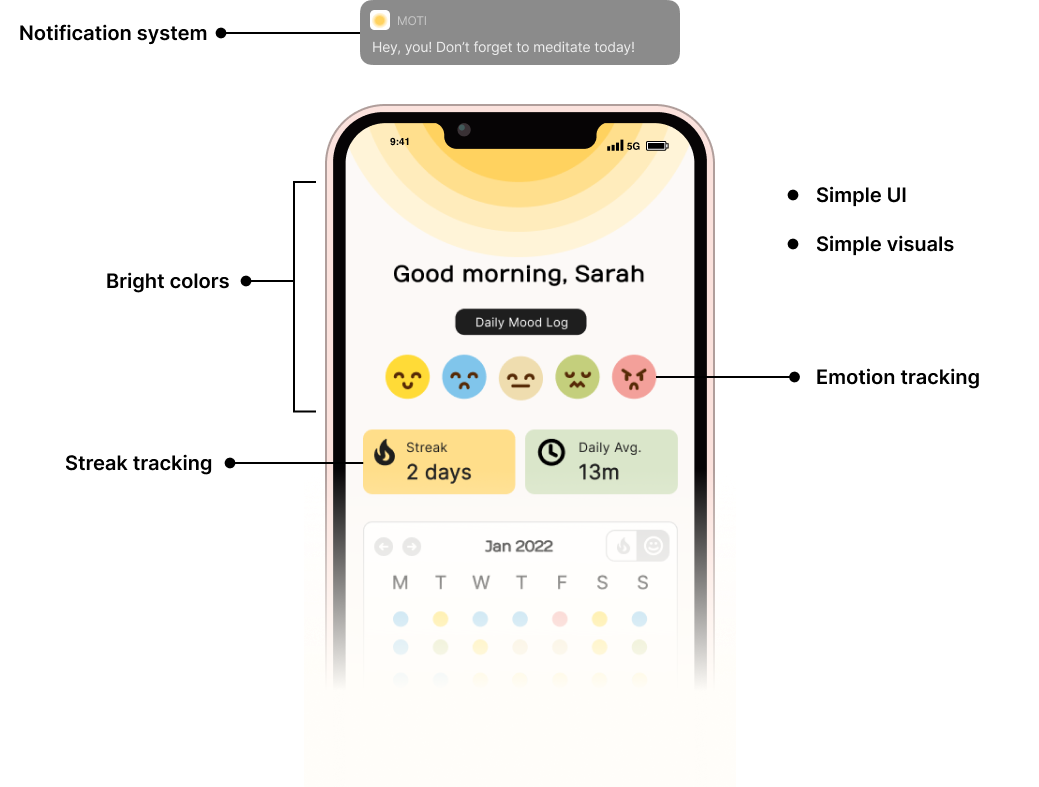 MOTI
Notification system
Hey, you! Don't forget to meditate today!
9:41
5G
Simple UI
Simple visuals
Good morning, Sarah
Bright colors
Daily Mood Log
Emotion tracking
Streak tracking
Streak
2 days
Daily Avg.
13m
Jan 2022
M T W T F S S